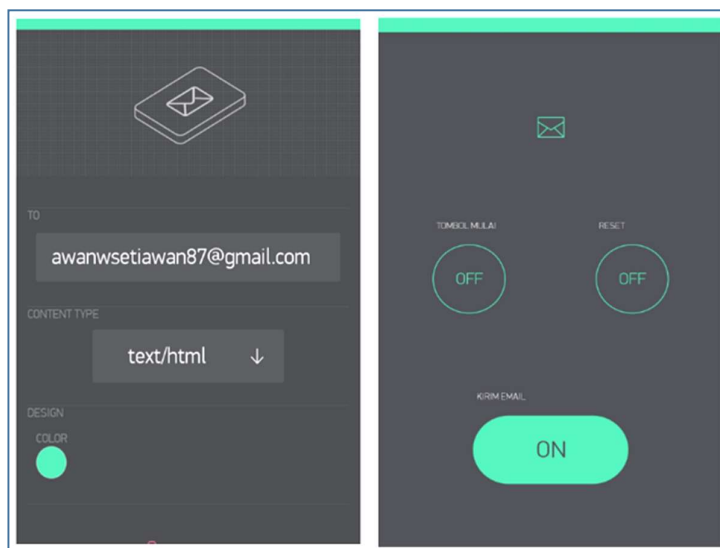 TO
awanwsetiawan87@gmail.com
CONTENT TYPE
text/html
DESIGN
COLOR
TOMBOL MULAI
RESET
OFF
OFF
KIRIM EMAIL
ON